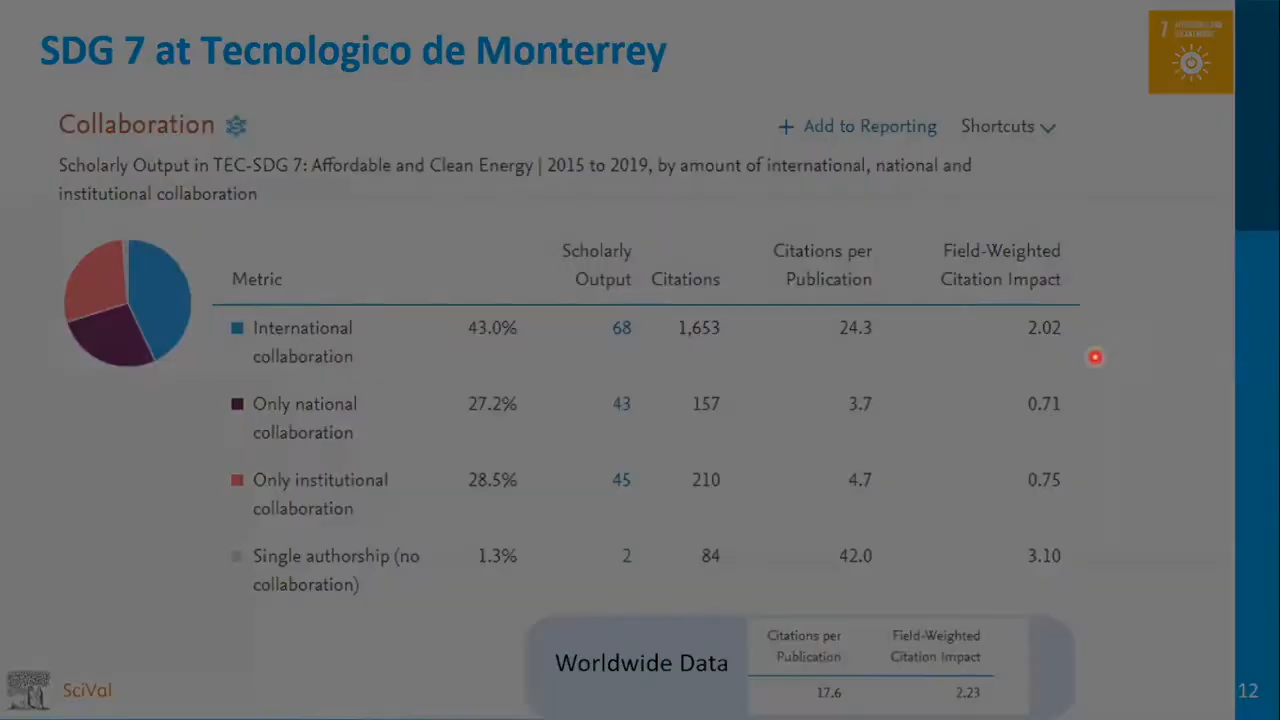 SDG 7 at Tecnologico de Monterrey
7 AFFORDABLE AND CLEAN ENERGY
Collaboration
+ Add to Reporting Shortcuts
Scholarly Output in TEC-SDG 7: Affordable and Clean Energy | 2015 to 2019, by amount of international, national and
institutional collaboration
Metric Scholarly Output Citations Citations per Publication Field-Weighted Citation Impact
International collaboration 43.0% 68 1,653 24.3 2.02
Only national collaboration 27.2% 43 157 3.7 0.71
Only institutional collaboration 28.5% 45 210 4.7 0.75
Single authorship (no collaboration) 1.3% 2 84 42.0 3.10
Worldwide Data
Citations per Publication Field-Weighted Citation Impact
17.6 2.23
SciVal
12